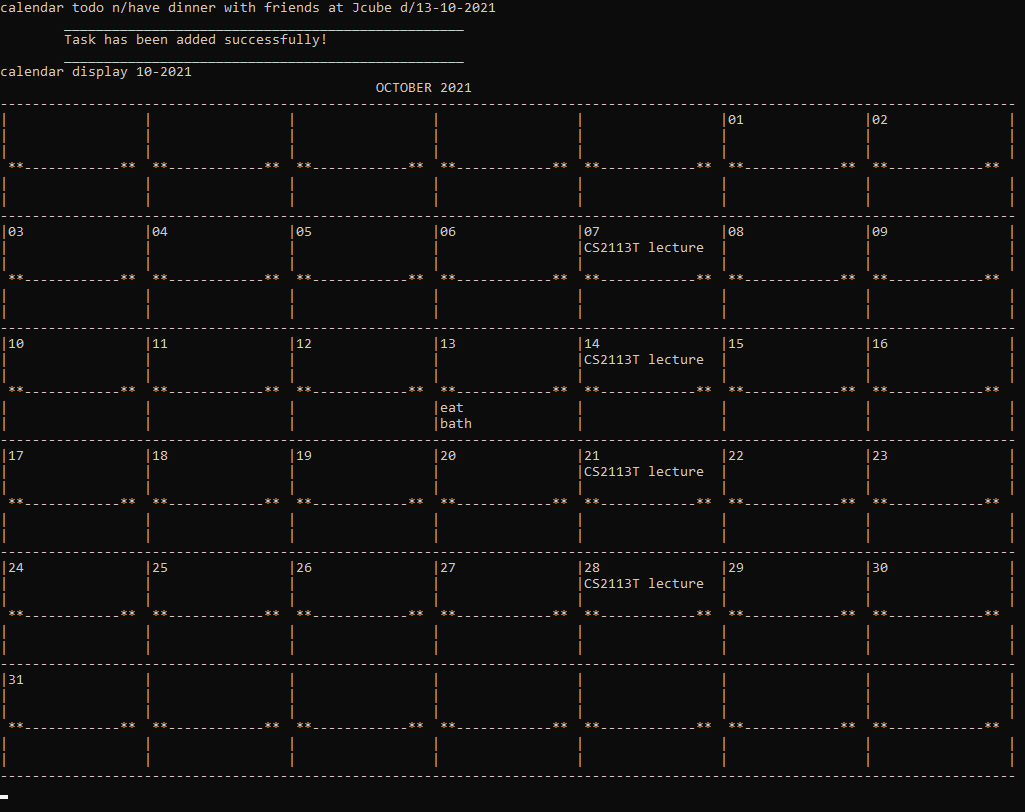 calendar todo n/have dinner with friends at Jcube d/13-10-2021
__________________________________________________
Task has been added successfully!
__________________________________________________
calendar display 10-2021
OCTOBER 2021
|01 |02
|03 |04 |05 |06 |07 |08 |09
|CS2113T lecture
|10 |11 |12 |13 |14 |15 |16
|CS2113T lecture
|eat
|bath
|17 |18 |19 |20 |21 |22 |23
|CS2113T lecture
|24 |25 |26 |27 |28 |29 |30
|CS2113T lecture
|31